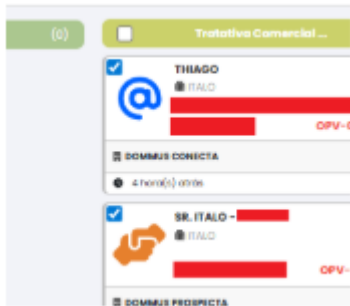 (0)
Tratativa Comercial ...
THIAGO
ITALO
OPV-
DOMMUS CONECTA
4 hora(s) atrás
SR. ITALO -
ITALO
OPV-
DOMMUS PROSPECTA